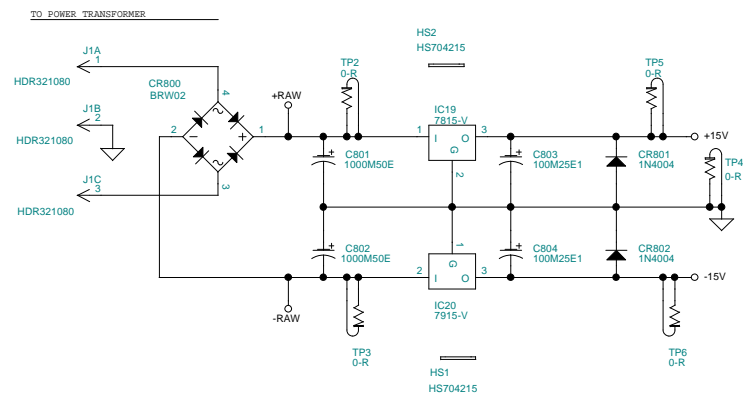 TO POWER TRANSFORMER
HS2
HS704215
J1A
1
HDR321080
J1B
2
HDR321080
J1C
3
HDR321080
CR800
BRW02
4
2
1
3
+RAW
-RAW
TP2
0-R
IC19
7815-V
1
I
O
3
G
2
TP5
0-R
+15V
C801
1000M50E
C803
100M25E1
CR801
1N4004
TP4
0-R
C802
1000M50E
C804
100M25E1
CR802
1N4004
1
G
2
I
O
3
IC20
7915-V
-15V
TP3
0-R
TP6
0-R
HS1
HS704215